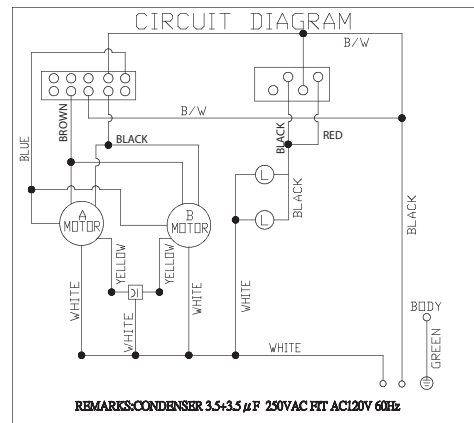 CIRCUIT DIAGRAM
B/W
B/W
BLUE
BROWN
BLACK
BLACK
RED
BLACK
BLACK
L
L
A
MOTOR
B
MOTOR
YELLOW
YELLOW
WHITE
WHITE
WHITE
WHITE
WHITE
BODY
GREEN
REMARKS:CONDENSER 3.5+3.5 μF 250VAC FIT AC120V 60Hz